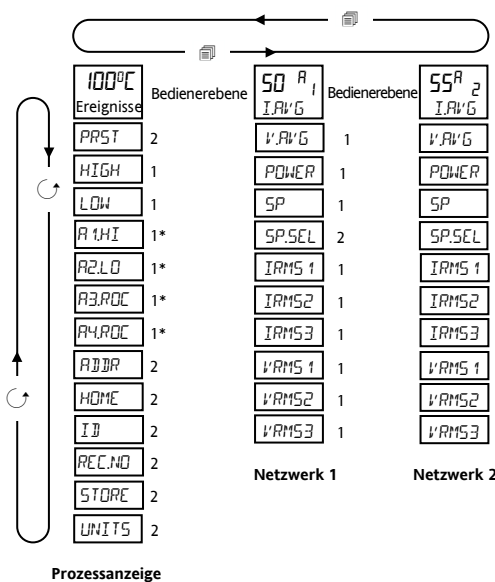 100°C
Ereignisse
Bedienerebene
PRST 2
HIGH 1
LOW 1
A1.HI 1*
A2.LO 1*
A3.ROC 1*
A4.ROC 1*
ADDR 2
HOME 2
ID 2
REC.NO 2
STORE 2
UNITS 2
Prozessanzeige
50 A 1
I.AVG
Bedienerebene
V.AVG 1
POWER 1
SP 1
SP.SEL 2
IRMS1 1
IRMS2 1
IRMS3 1
VRMS1 1
VRMS2 1
VRMS3 1
Netzwerk 1
55A 2
I.AVG
V.AVG
POWER
SP
SP.SEL
IRMS1
IRMS2
IRMS3
VRMS1
VRMS2
VRMS3
Netzwerk 2